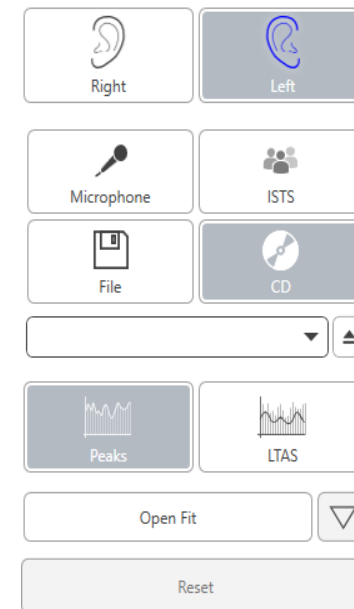 Right Left
Microphone ISTS
File CD
Peaks LTAS
Open Fit
Reset